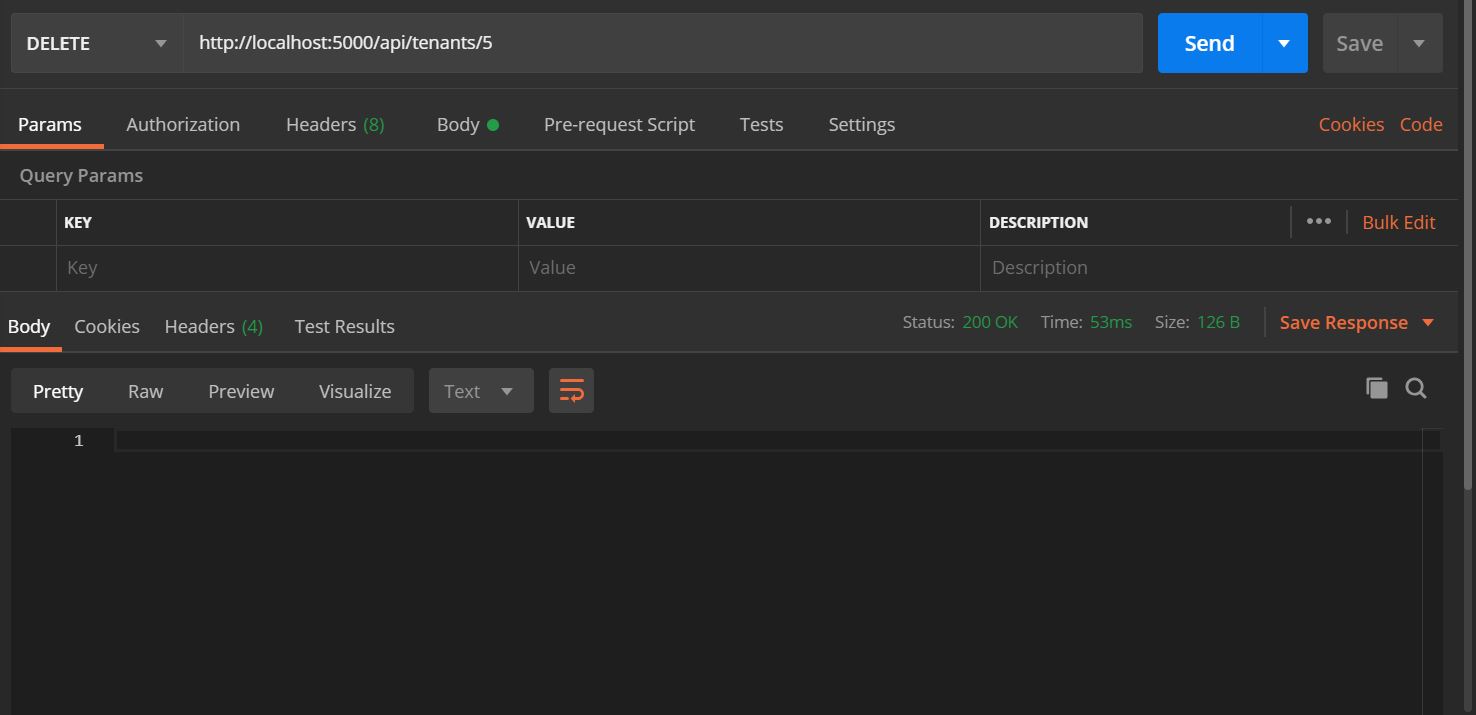 DELETE http://localhost:5000/api/tenants/5 Send Save
Params Authorization Headers (8) Body Pre-request Script Tests Settings Cookies Code
Query Params
KEY VALUE DESCRIPTION ••• Bulk Edit
Key Value Description
Body Cookies Headers (4) Test Results Status: 200 OK Time: 53ms Size: 126 B Save Response
Pretty Raw Preview Visualize Text
1